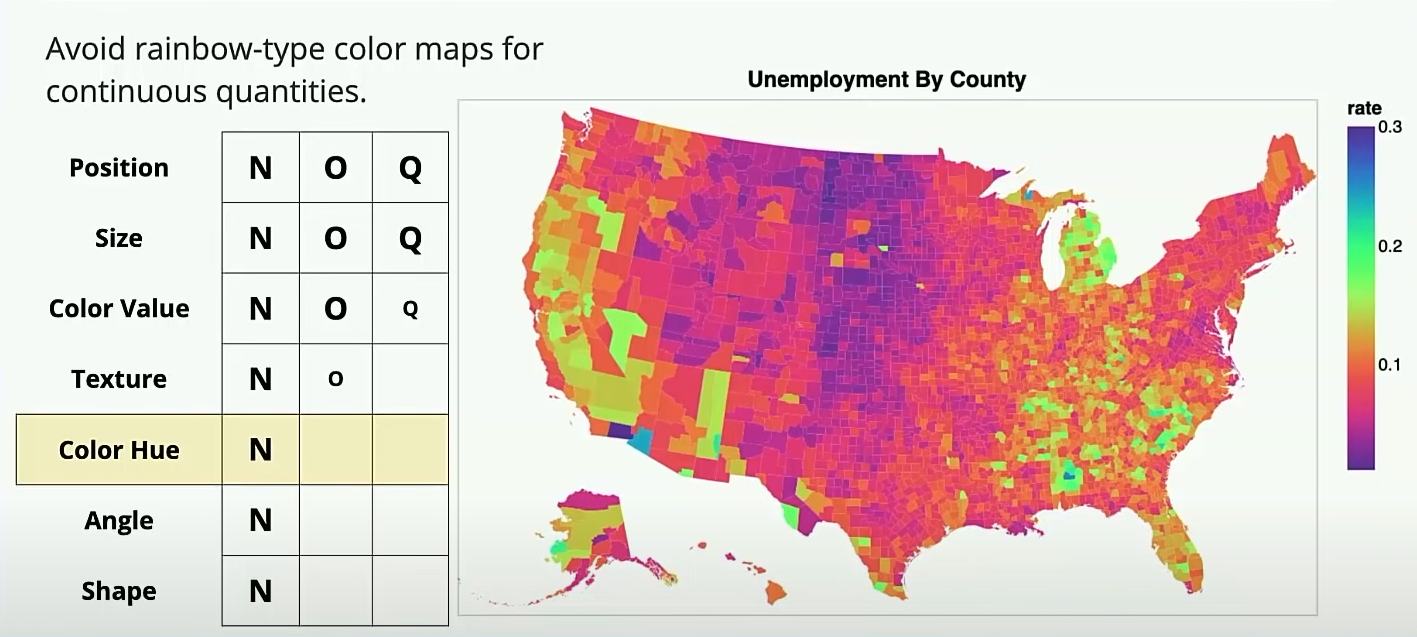 Avoid rainbow-type color maps for
continuous quantities.
Unemployment By County
rate
0.3
0.2
0.1
Position N O Q
Size N O Q
Color Value N O Q
Texture N O
Color Hue N
Angle N
Shape N